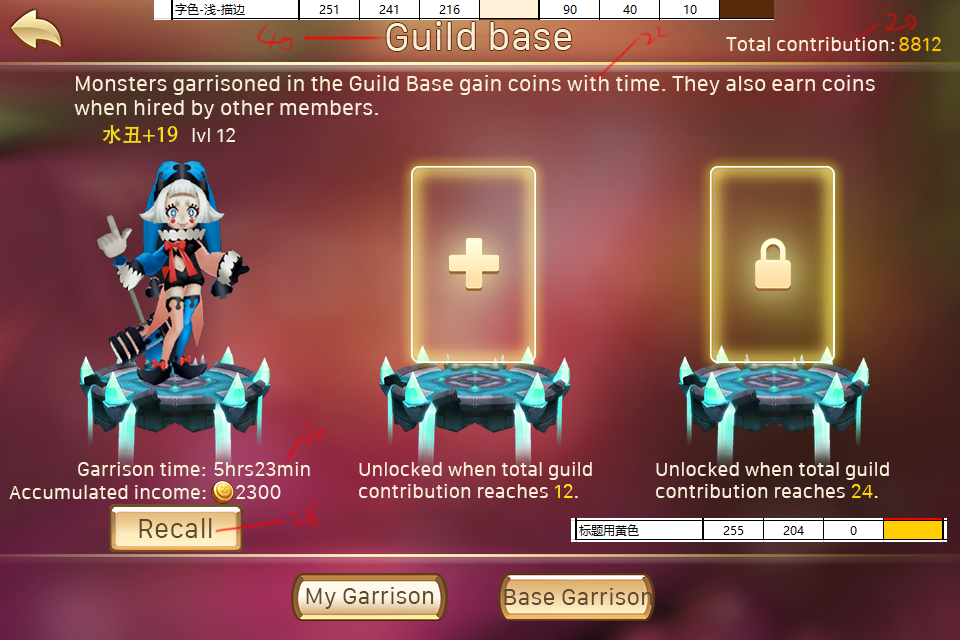 字色-浅-描边 251 241 216 90 40 10
40 Guild base 22 20
Total contribution: 8812
Monsters garrisoned in the Guild Base gain coins with time. They also earn coins
when hired by other members.
水丑+19 lvl 12
20
Garrison time: 5hrs23min
Accumulated income: 2300
Recall 28
Unlocked when total guild
contribution reaches 12.
Unlocked when total guild
contribution reaches 24.
标题用黄色 255 204 0
My Garrison
Base Garrison